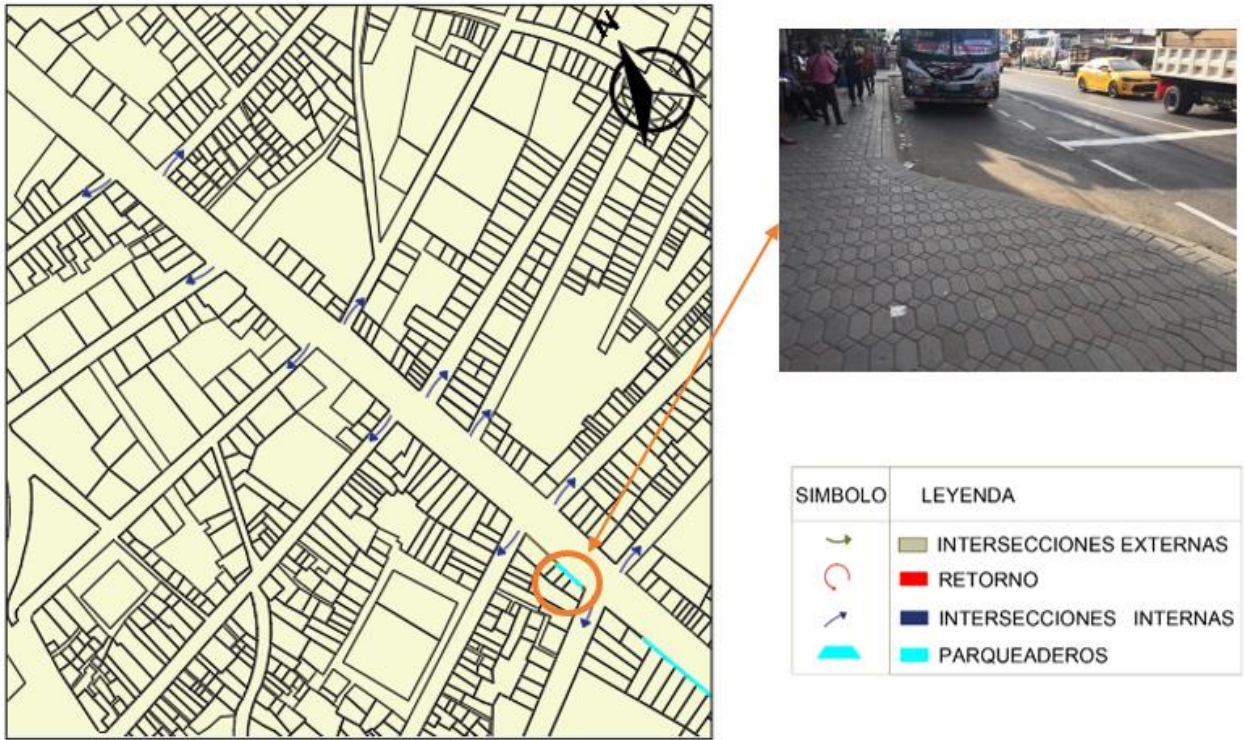 N
SIMBOLO LEYENDA
INTERSECCIONES EXTERNAS
RETORNO
INTERSECCIONES INTERNAS
PARQUEADEROS